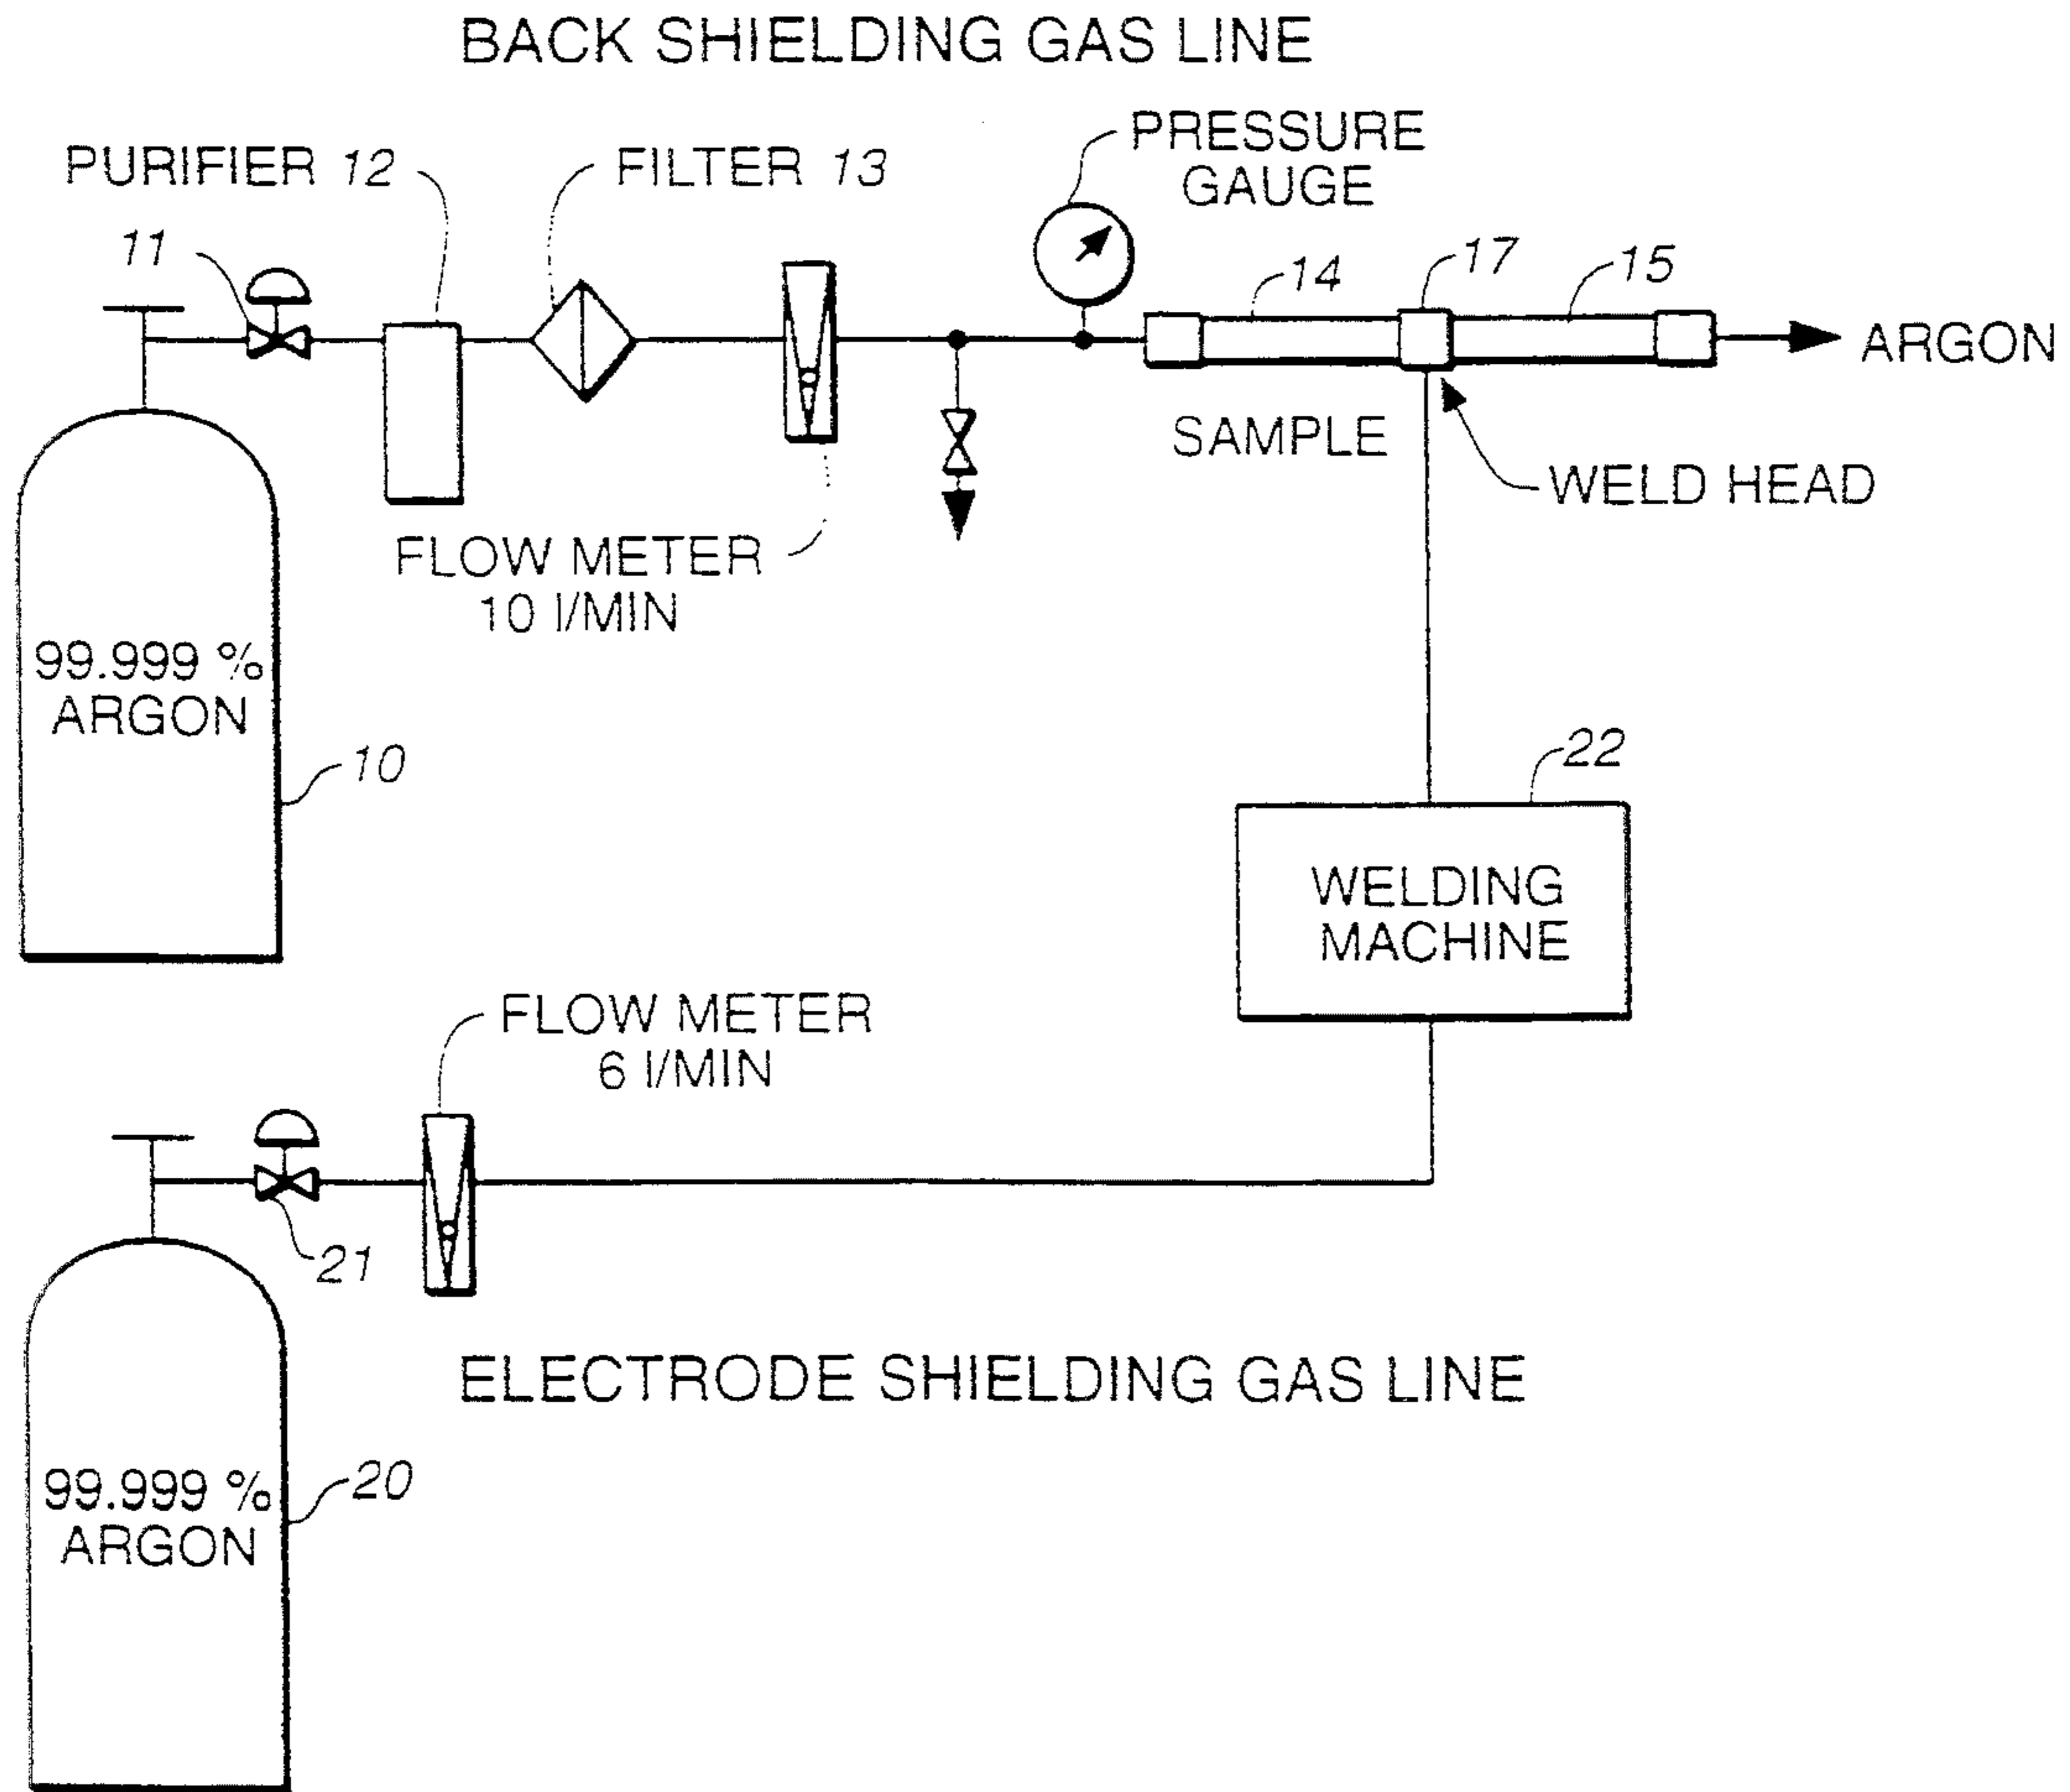 BACK SHIELDING GAS LINE
PURIFIER 12
FILTER 13
PRESSURE
GAUGE
11
14
17
15
ARGON
SAMPLE
WELD HEAD
FLOW METER
10 l/MIN
99.999 %
ARGON
10
22
WELDING
MACHINE
FLOW METER
6 l/MIN
21
ELECTRODE SHIELDING GAS LINE
99.999 %
ARGON
20